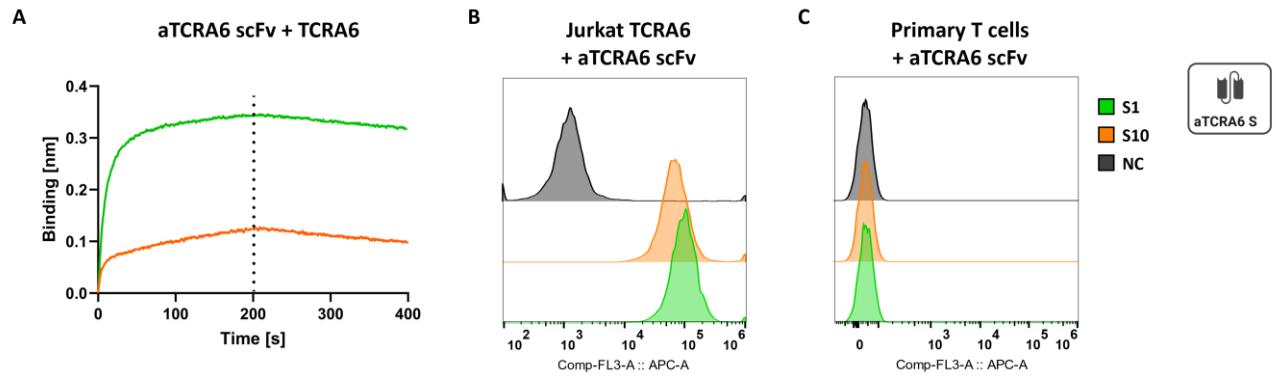 A
aTCRA6 scFv + TCRA6
Binding [nm]
0.4
0.3
0.2
0.1
0.0
0 100 200 300 400
Time [s]
B
Jurkat TCRA6
+ aTCRA6 scFv
10^2 10^3 10^4 10^5 10^6
Comp-FL3-A :: APC-A
C
Primary T cells
+ aTCRA6 scFv
0 10^3 10^4 10^5 10^6
Comp-FL3-A :: APC-A
S1
S10
NC
aTCRA6 S